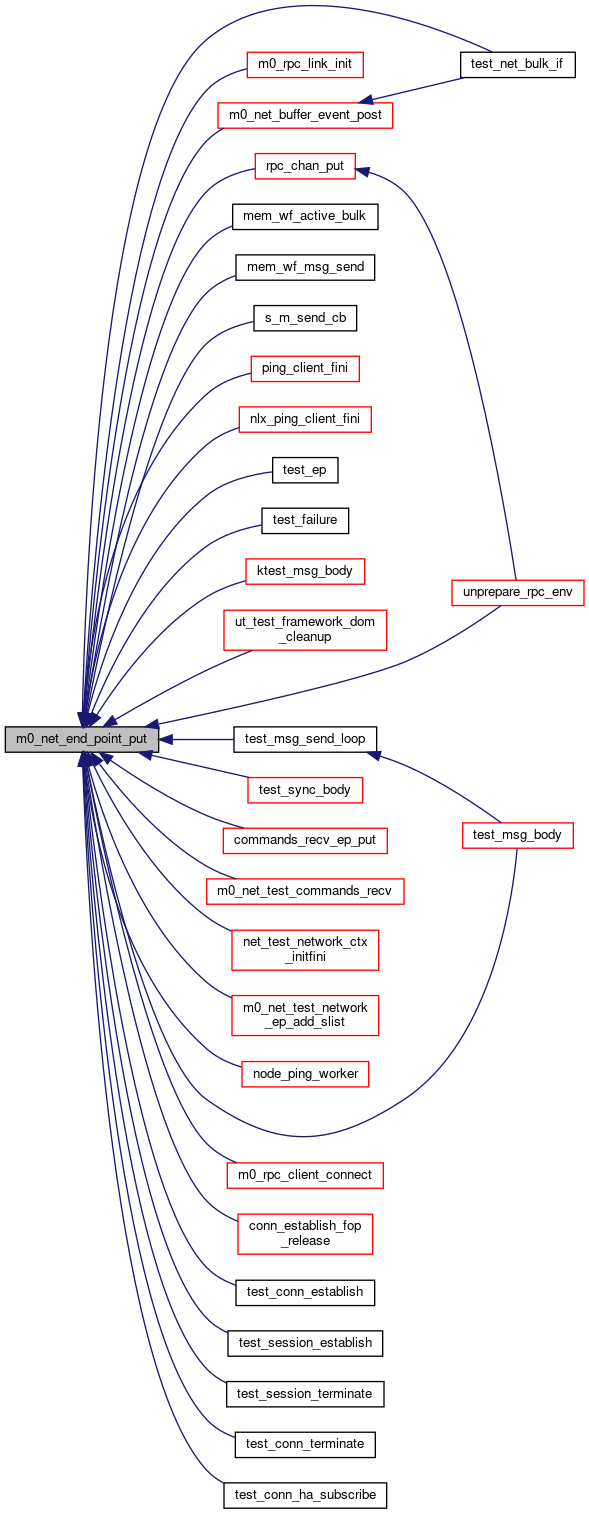 test_net_bulk_if
m0_rpc_link_init
m0_net_buffer_event_post
rpc_chan_put
mem_wf_active_bulk
mem_wf_msg_send
s_m_send_cb
ping_client_fini
nlx_ping_client_fini
test_ep
test_failure
ktest_msg_body
unprepare_rpc_env
ut_test_framework_dom
_cleanup
m0_net_end_point_put
test_msg_send_loop
test_sync_body
test_msg_body
commands_recv_ep_put
m0_net_test_commands_recv
net_test_network_ctx
_initfini
m0_net_test_network
_ep_add_slist
node_ping_worker
m0_rpc_client_connect
conn_establish_fop
_release
test_conn_establish
test_session_establish
test_session_terminate
test_conn_terminate
test_conn_ha_subscribe